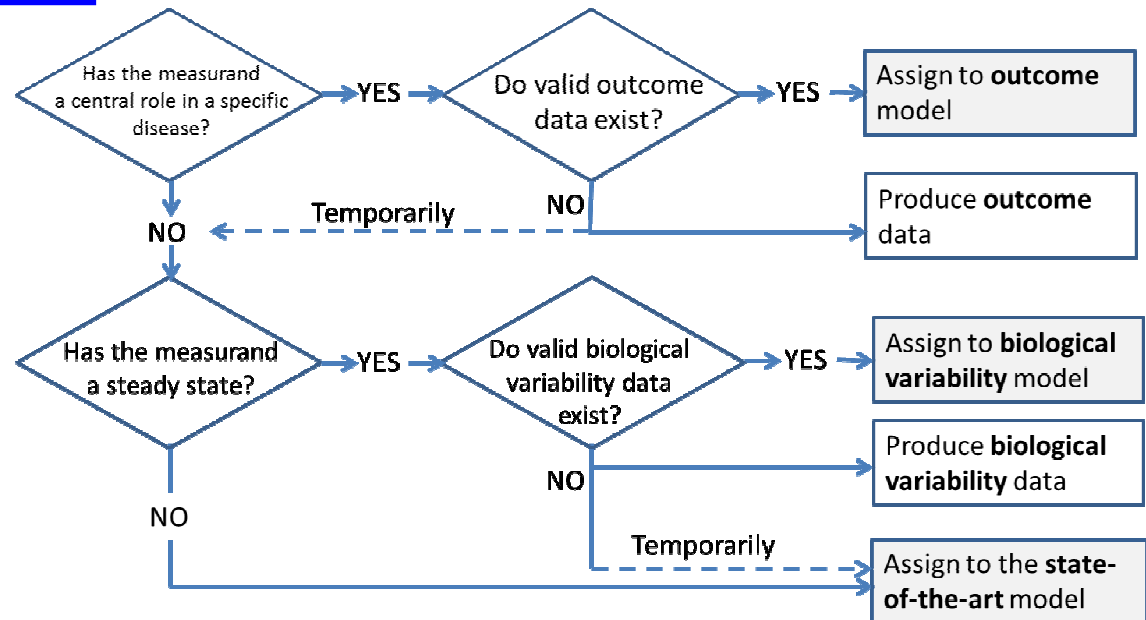 Has the measurand
a central role in a specific
disease?
YES
Do valid outcome
data exist?
YES
Assign to outcome
model
NO
Temporarily
NO
Produce outcome
data
Has the measurand
a steady state?
YES
Do valid biological
variability data
exist?
YES
Assign to biological
variability model
NO
Produce biological
variability data
NO
Temporarily
Assign to the state-
of-the-art model